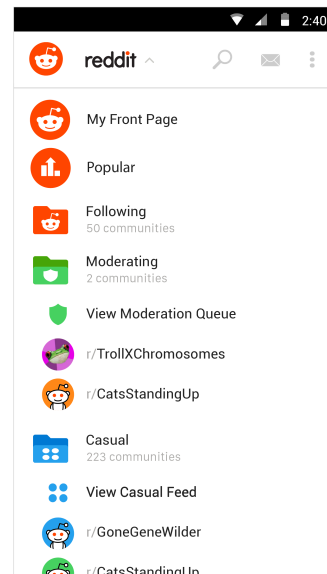 2:40
reddit
My Front Page
Popular
Following
50 communities
Moderating
2 communities
View Moderation Queue
r/TrollXChromosomes
r/CatsStandingUp
Casual
223 communities
View Casual Feed
r/GoneGeneWilder
r/CatsStandingUp